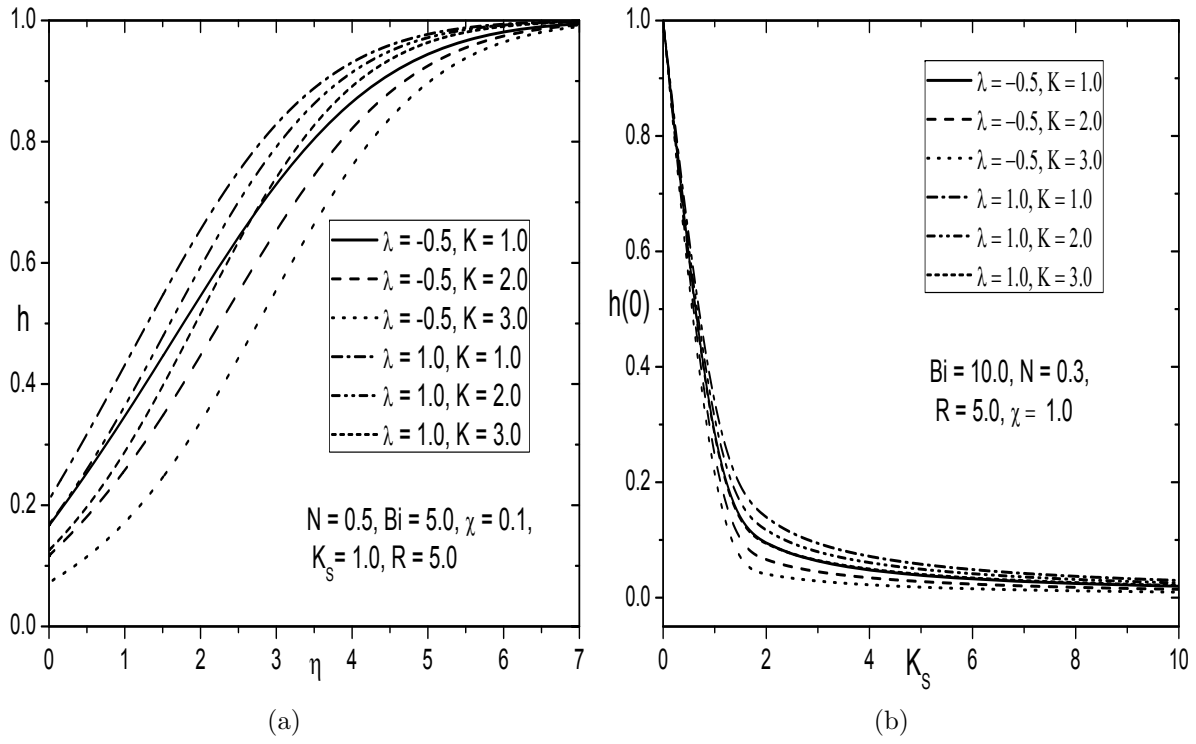 1.0
0.8
0.6
h
0.4
0.2
0.0
0 1 2 3 4 5 6 7
η
λ = -0.5, K = 1.0
λ = -0.5, K = 2.0
λ = -0.5, K = 3.0
λ = 1.0, K = 1.0
λ = 1.0, K = 2.0
λ = 1.0, K = 3.0
N = 0.5, Bi = 5.0, χ = 0.1,
K_S = 1.0, R = 5.0
(a)
1.0
0.8
0.6
h(0)
0.4
0.2
0.0
0 2 4 6 8 10
K_S
λ = −0.5, K = 1.0
λ = −0.5, K = 2.0
λ = −0.5, K = 3.0
λ = 1.0, K = 1.0
λ = 1.0, K = 2.0
λ = 1.0, K = 3.0
Bi = 10.0, N = 0.3,
R = 5.0, χ = 1.0
(b)